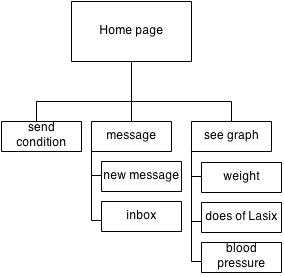 Home page
send
condition
message
see graph
new message
weight
inbox
does of Lasix
blood
pressure